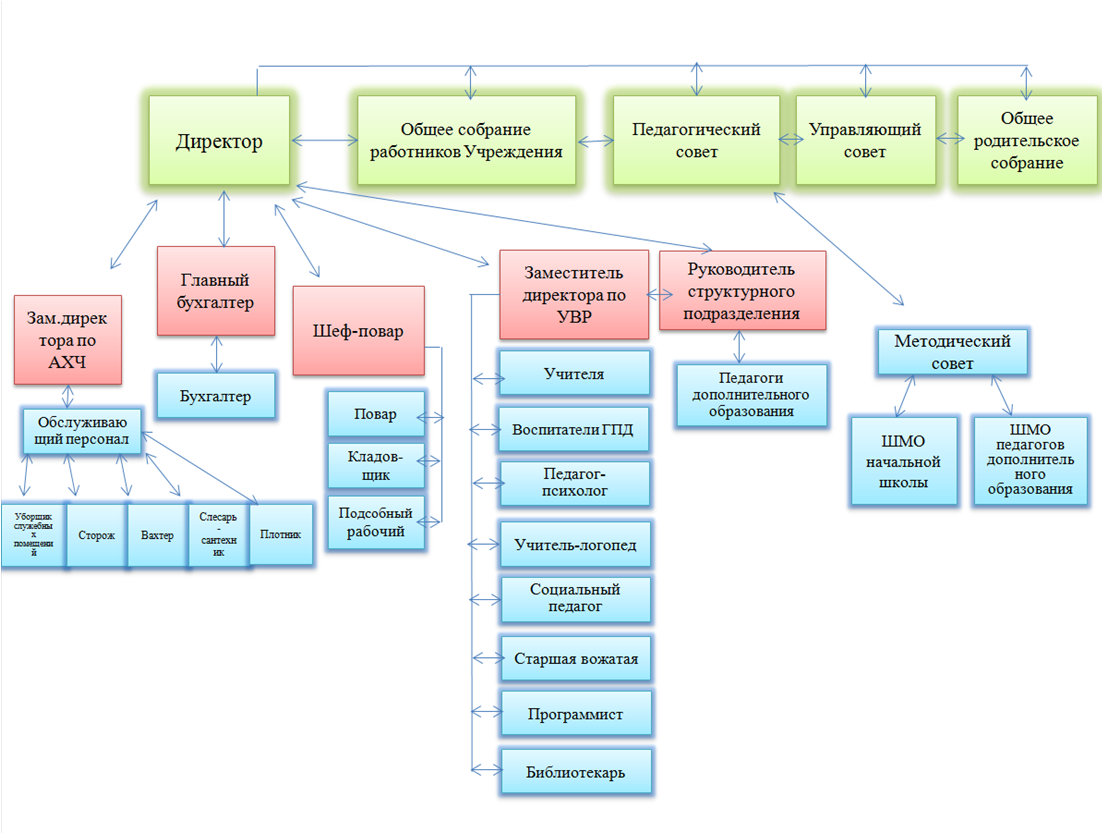 Директор
Общее собрание
работников Учреждения
Педагогический
совет
Управляющий
совет
Общее
родительское
собрание
Зам.дирек
тора по
АХЧ
Главный
бухгалтер
Шеф-повар
Заместитель
директора по
УВР
Руководитель
структурного
подразделения
Методический
совет
Обслуживаю
щий персонал
Бухгалтер
Повар
Кладов-
щик
Подсобный
рабочий
Учителя
Воспитатели ГПД
Педагог-
психолог
Учитель-логопед
Социальный
педагог
Старшая вожатая
Программист
Библиотекарь
Педагоги
дополнительного
образования
ШМО
начальной
школы
ШМО
педагогов
дополнитель
ного
образования
Уборщик
служебны
х
помещени
й
Сторож
Вахтер
Слесарь
-
сантехн
ик
Плотник